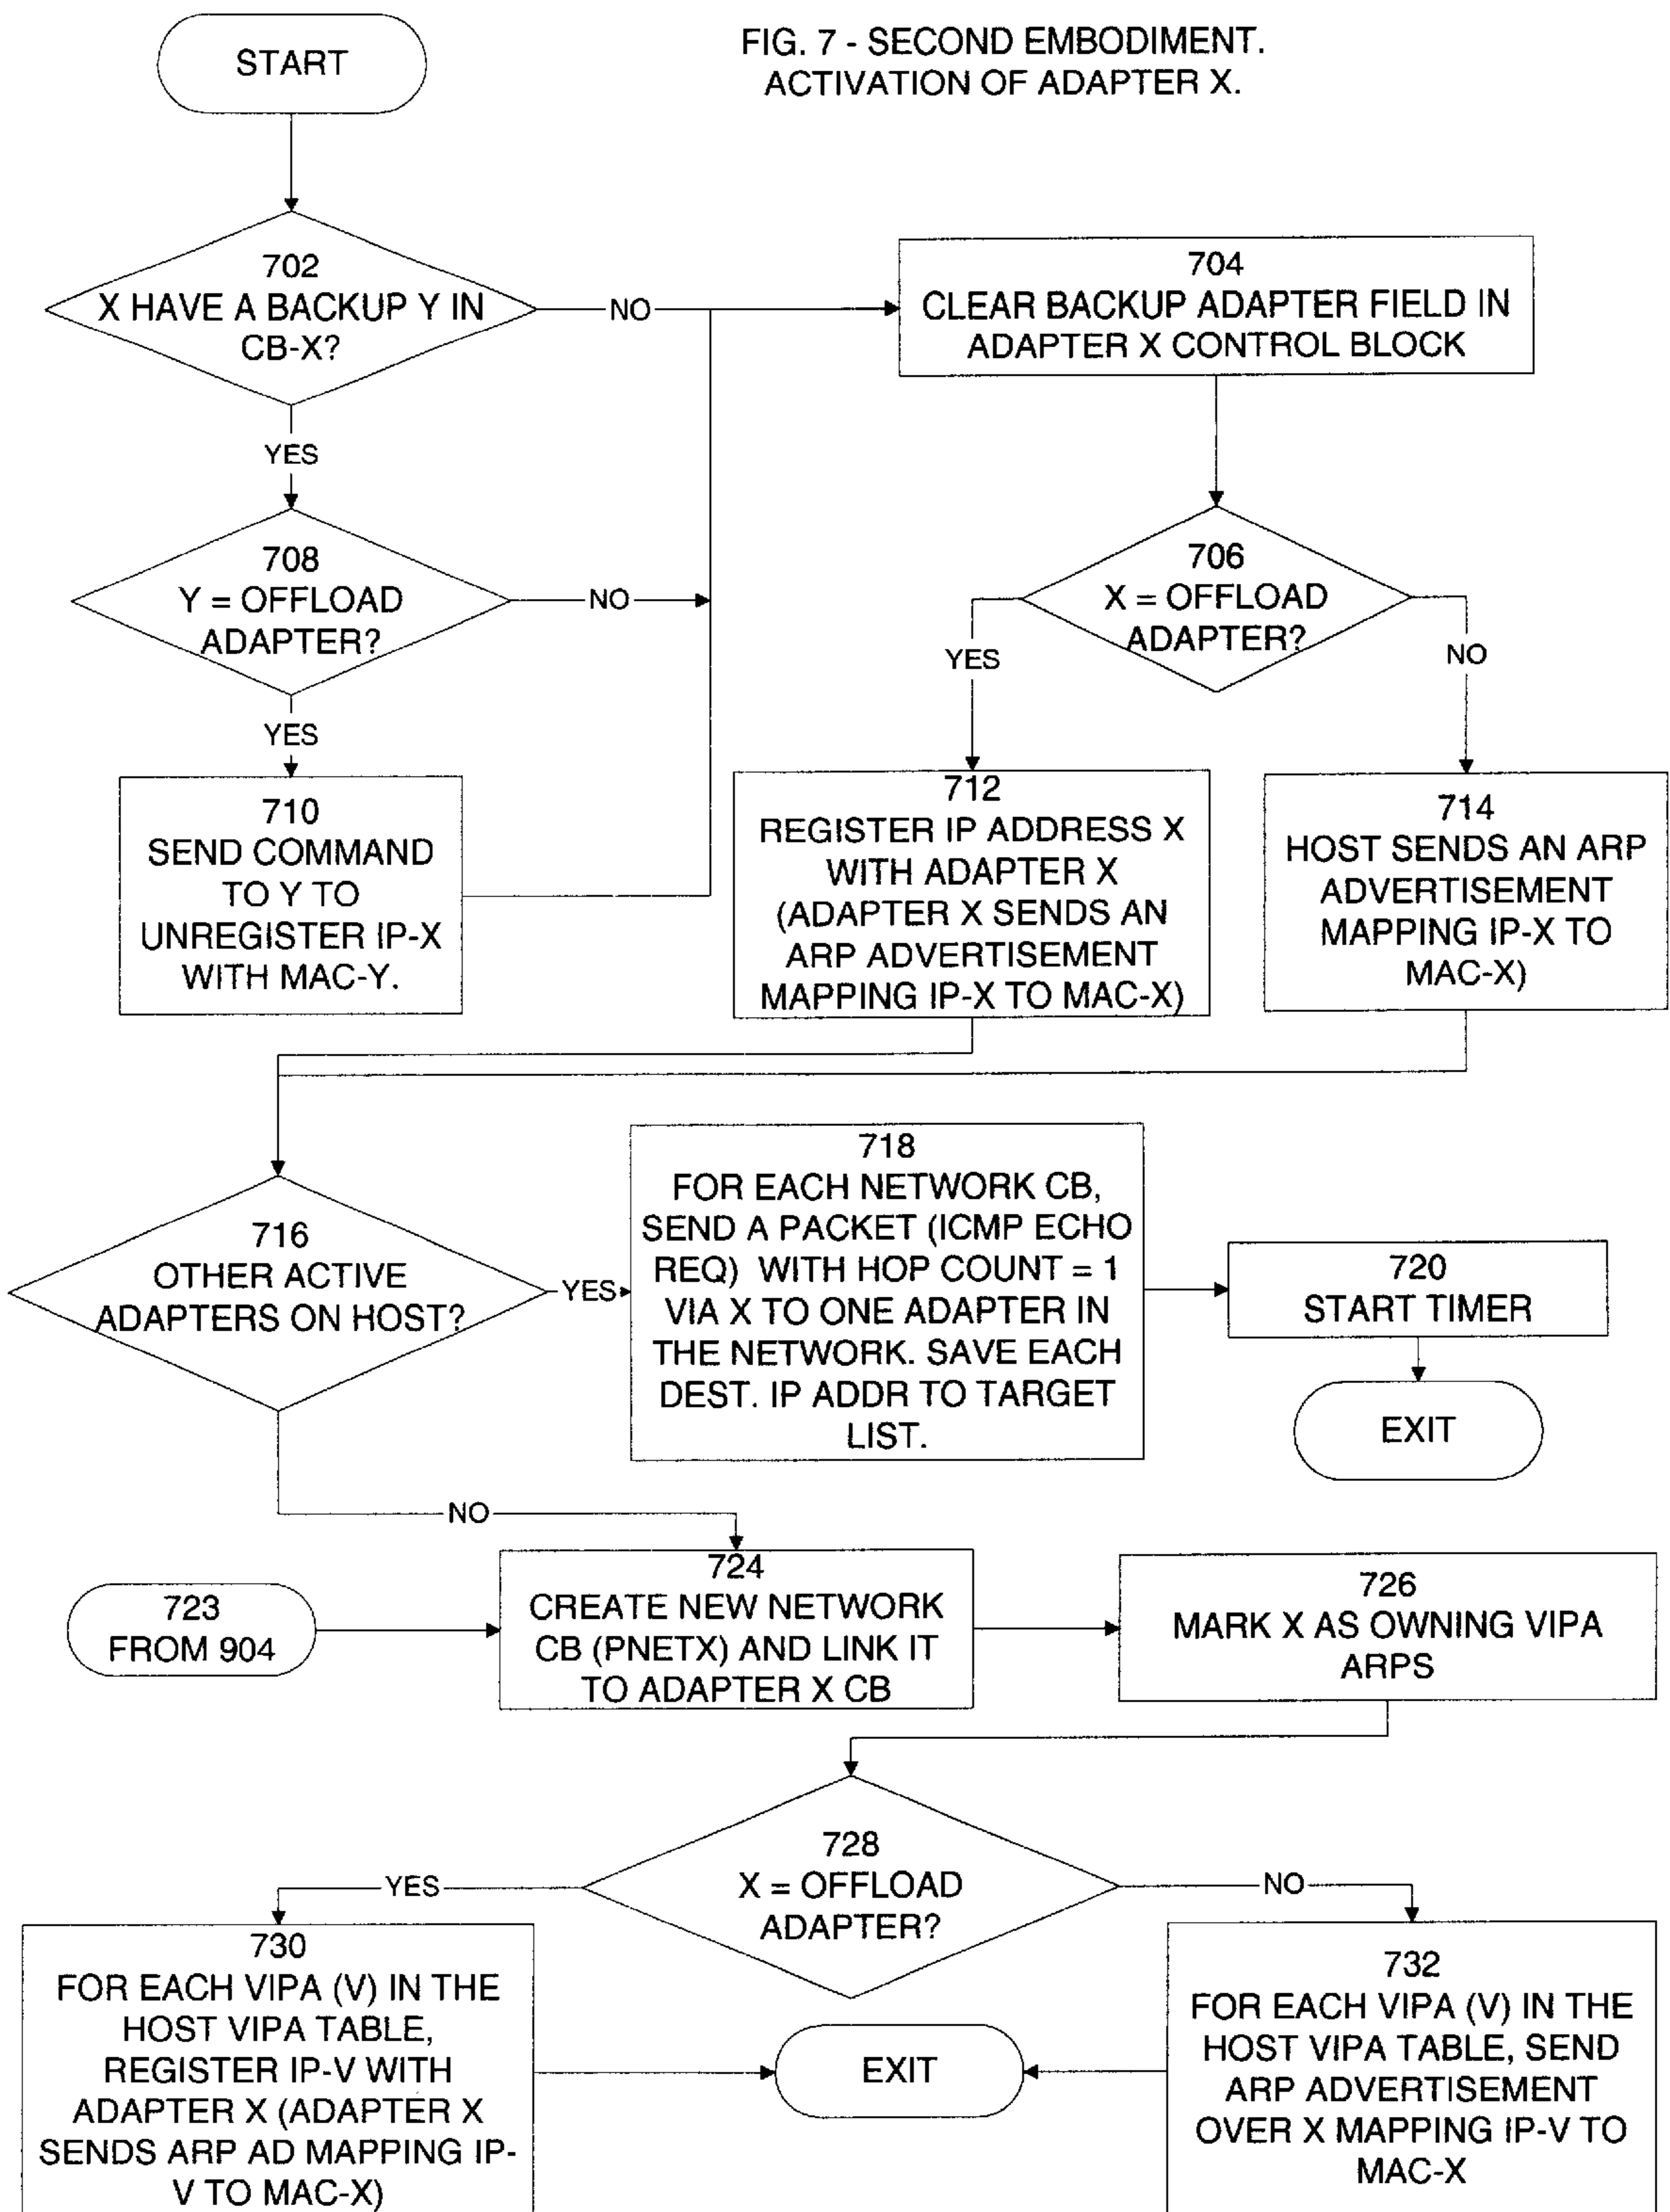 START
FIG. 7 - SECOND EMBODIMENT.
ACTIVATION OF ADAPTER X.
702
X HAVE A BACKUP Y IN
CB-X?
NO
704
CLEAR BACKUP ADAPTER FIELD IN
ADAPTER X CONTROL BLOCK
YES
708
Y = OFFLOAD
ADAPTER?
NO
706
X = OFFLOAD
ADAPTER?
YES
NO
YES
710
SEND COMMAND
TO Y TO
UNREGISTER IP-X
WITH MAC-Y.
712
REGISTER IP ADDRESS X
WITH ADAPTER X
(ADAPTER X SENDS AN
ARP ADVERTISEMENT
MAPPING IP-X TO MAC-X)
714
HOST SENDS AN ARP
ADVERTISEMENT
MAPPING IP-X TO
MAC-X)
716
OTHER ACTIVE
ADAPTERS ON HOST?
YES
718
FOR EACH NETWORK CB,
SEND A PACKET (ICMP ECHO
REQ) WITH HOP COUNT = 1
VIA X TO ONE ADAPTER IN
THE NETWORK. SAVE EACH
DEST. IP ADDR TO TARGET
LIST.
720
START TIMER
EXIT
NO
723
FROM 904
724
CREATE NEW NETWORK
CB (PNETX) AND LINK IT
TO ADAPTER X CB
726
MARK X AS OWNING VIPA
ARPS
728
X = OFFLOAD
ADAPTER?
YES
NO
730
FOR EACH VIPA (V) IN THE
HOST VIPA TABLE,
REGISTER IP-V WITH
ADAPTER X (ADAPTER X
SENDS ARP AD MAPPING IP-
V TO MAC-X)
EXIT
732
FOR EACH VIPA (V) IN THE
HOST VIPA TABLE, SEND
ARP ADVERTISEMENT
OVER X MAPPING IP-V TO
MAC-X